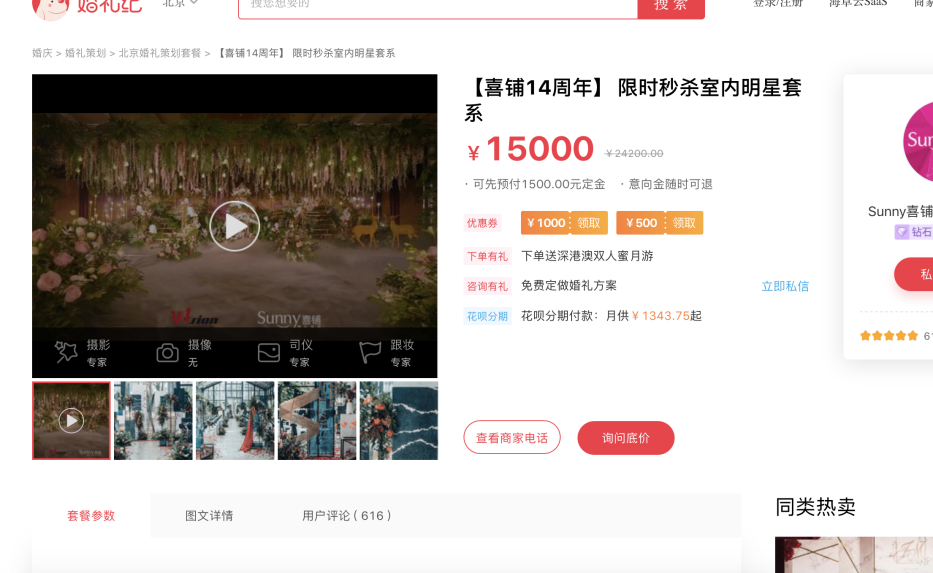 婚礼纪
北京
搜您想要的
搜 索
登录/注册
海草云SaaS
商家
婚庆 > 婚礼策划 > 北京婚礼策划套餐 > 【喜铺14周年】 限时秒杀室内明星套系
【喜铺14周年】 限时秒杀室内明星套
系
¥ 15000 ¥ 24200.00
· 可先预付1500.00元定金 · 意向金随时可退
优惠券 ¥ 1000 领取 ¥ 500 领取
下单有礼 下单送深港澳双人蜜月游
咨询有礼 免费定做婚礼方案 立即私信
花呗分期 花呗分期付款：月供 ¥ 1343.75起
查看商家电话 询问底价
Sunny喜铺
摄影 专家
摄像 无
司仪 专家
跟妆 专家
Sunny喜铺
钻石
私
61
套餐参数 图文详情 用户评论 ( 616 )
同类热卖